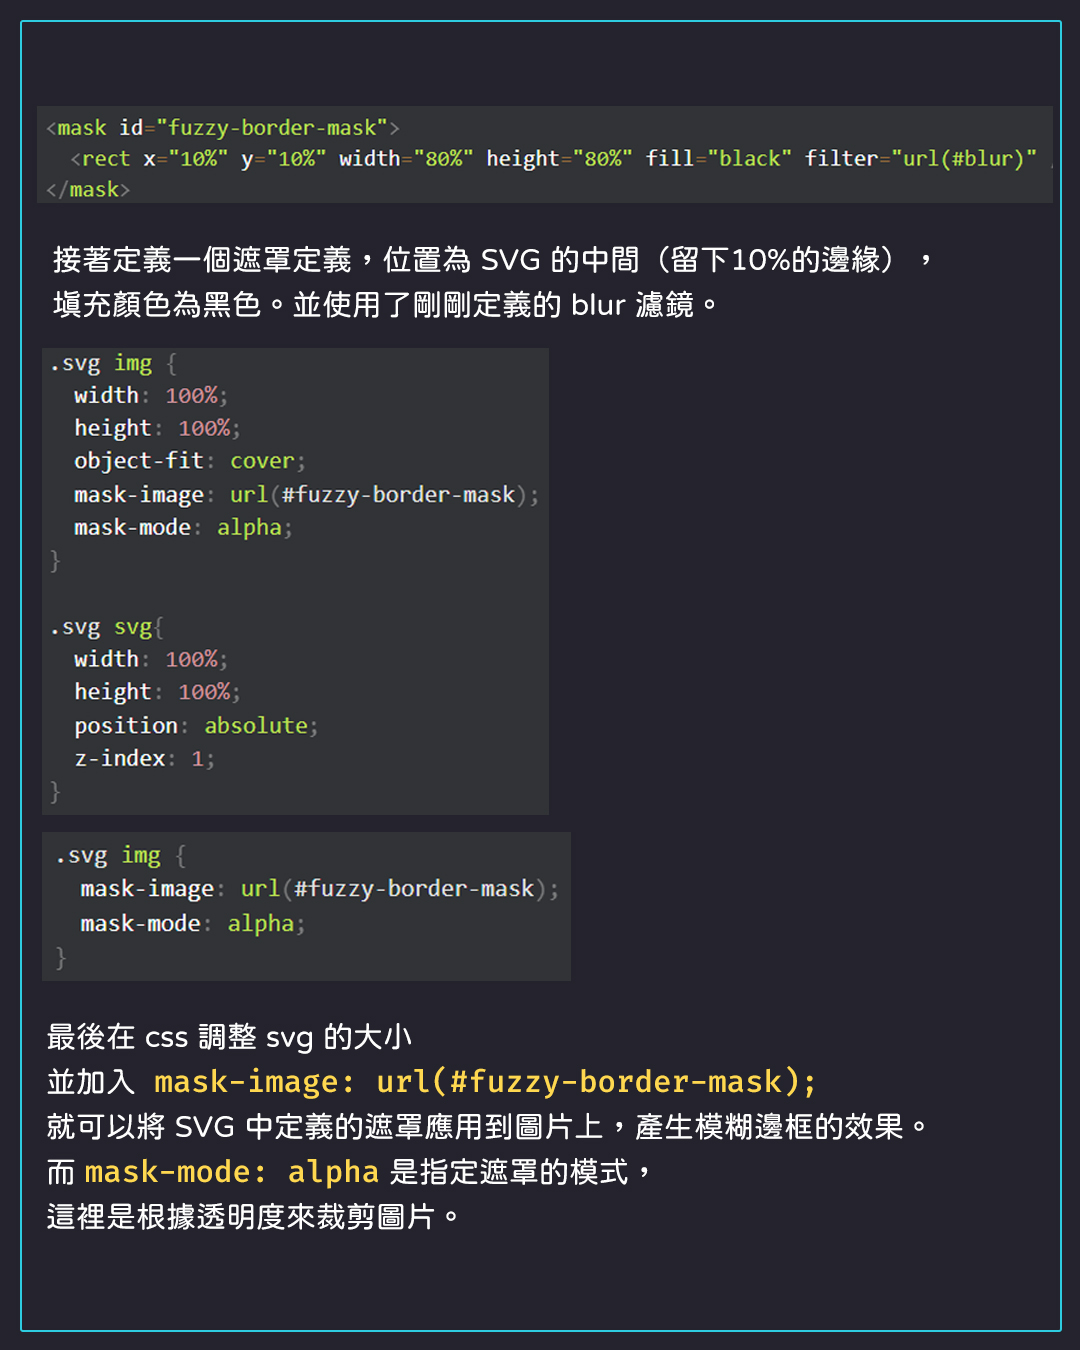 <mask id="fuzzy-border-mask">
<rect x="10%" y="10%" width="80%" height="80%" fill="black" filter="url(#blur)"
</mask>
接著定義一個遮罩定義，位置為 SVG 的中間（留下10%的邊緣），
填充顏色為黑色。並使用了剛剛定義的 blur 濾鏡。
.svg img {
width: 100%;
height: 100%;
object-fit: cover;
mask-image: url(#fuzzy-border-mask);
mask-mode: alpha;
}
.svg svg{
width: 100%;
height: 100%;
position: absolute;
z-index: 1;
}
.svg img {
mask-image: url(#fuzzy-border-mask);
mask-mode: alpha;
}
最後在 css 調整 svg 的大小
並加入 mask-image: url(#fuzzy-border-mask);
就可以將 SVG 中定義的遮罩應用到圖片上，產生模糊邊框的效果。
而 mask-mode: alpha 是指定遮罩的模式，
這裡是根據透明度來裁剪圖片。